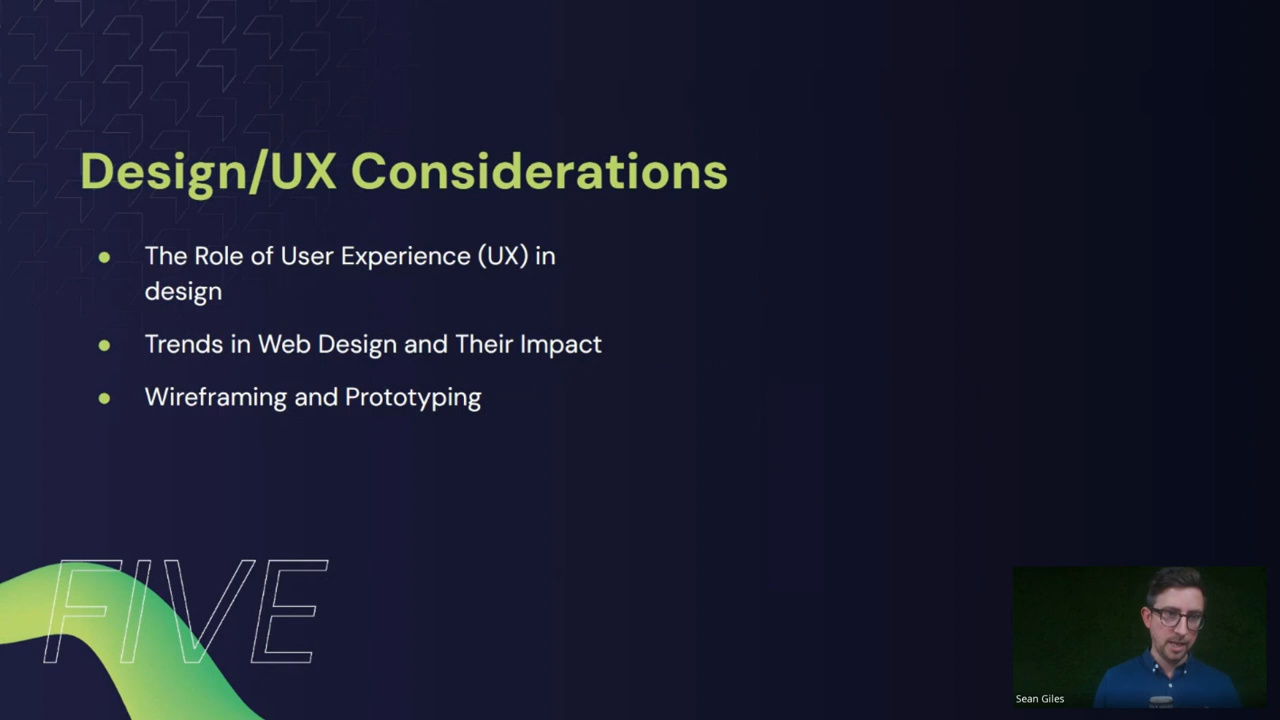 Design/UX Considerations
● The Role of User Experience (UX) in
design
● Trends in Web Design and Their Impact
● Wireframing and Prototyping
FIVE
Sean Giles